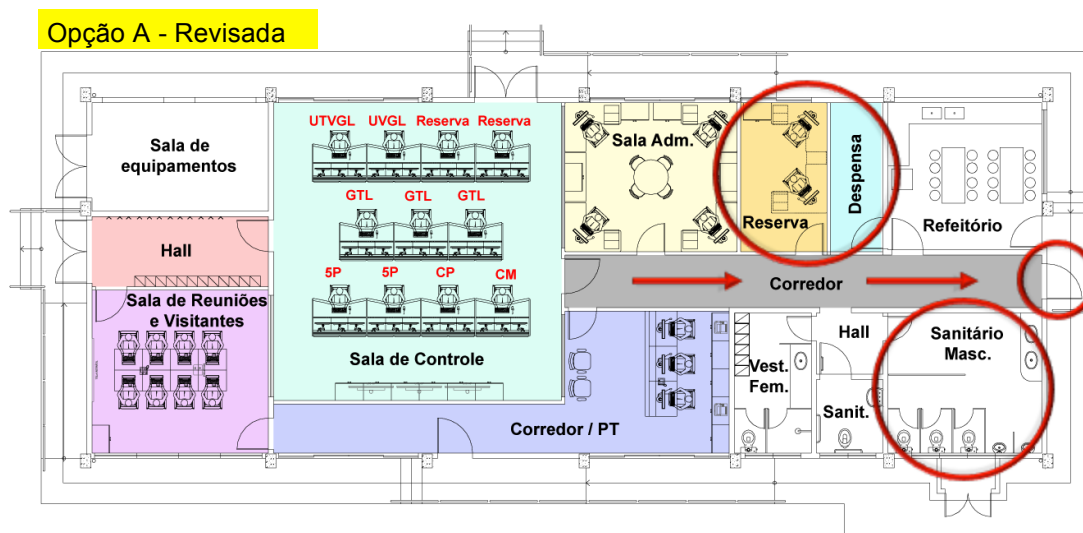 Opção A - Revisada
UTVGL UVGL Reserva Reserva
Sala de
equipamentos
Sala Adm.
Despensa
GTL GTL GTL
Reserva
Refeitório
Hall
5P 5P CP CM
Corredor
Sala de Reuniões
e Visitantes
Hall
Sanitário
Masc.
Sala de Controle
Vest.
Fem.
Sanit.
Corredor / PT